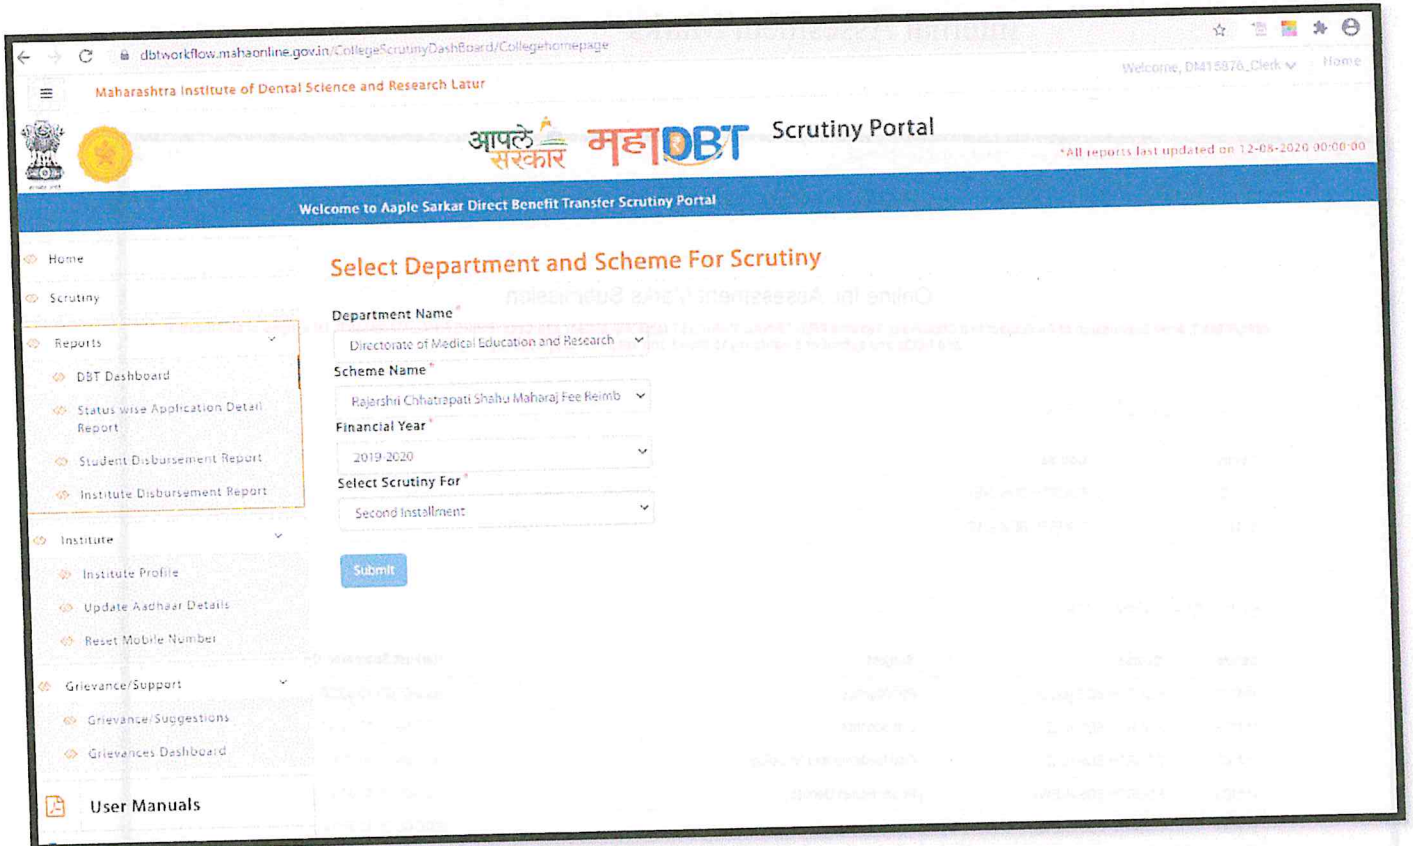 dbtworkflow.mahaonline.gov.in/CollegeScrutinyDashBoard/Collegehomepage
Welcome, DM15876_Clerk
Home
Maharashtra Institute of Dental Science and Research Latur
आपले सरकार
महाDBT
Scrutiny Portal
*All reports last updated on 12-08-2020 00:00:00
Welcome to Aaple Sarkar Direct Benefit Transfer Scrutiny Portal
Home
Scrutiny
Reports
DBT Dashboard
Status wise Application Detail
Report
Student Disbursement Report
Institute Disbursement Report
Institute
Institute Profile
Update Aadhaar Details
Reset Mobile Number
Grievance/Support
Grievance/Suggestions
Grievances Dashboard
User Manuals
Select Department and Scheme For Scrutiny
Department Name *
Directorate of Medical Education and Research
Scheme Name *
Rajarshri Chhatrapati Shahu Maharaj Fee Reimb
Financial Year *
2019-2020
Select Scrutiny For *
Second Installment
Submit